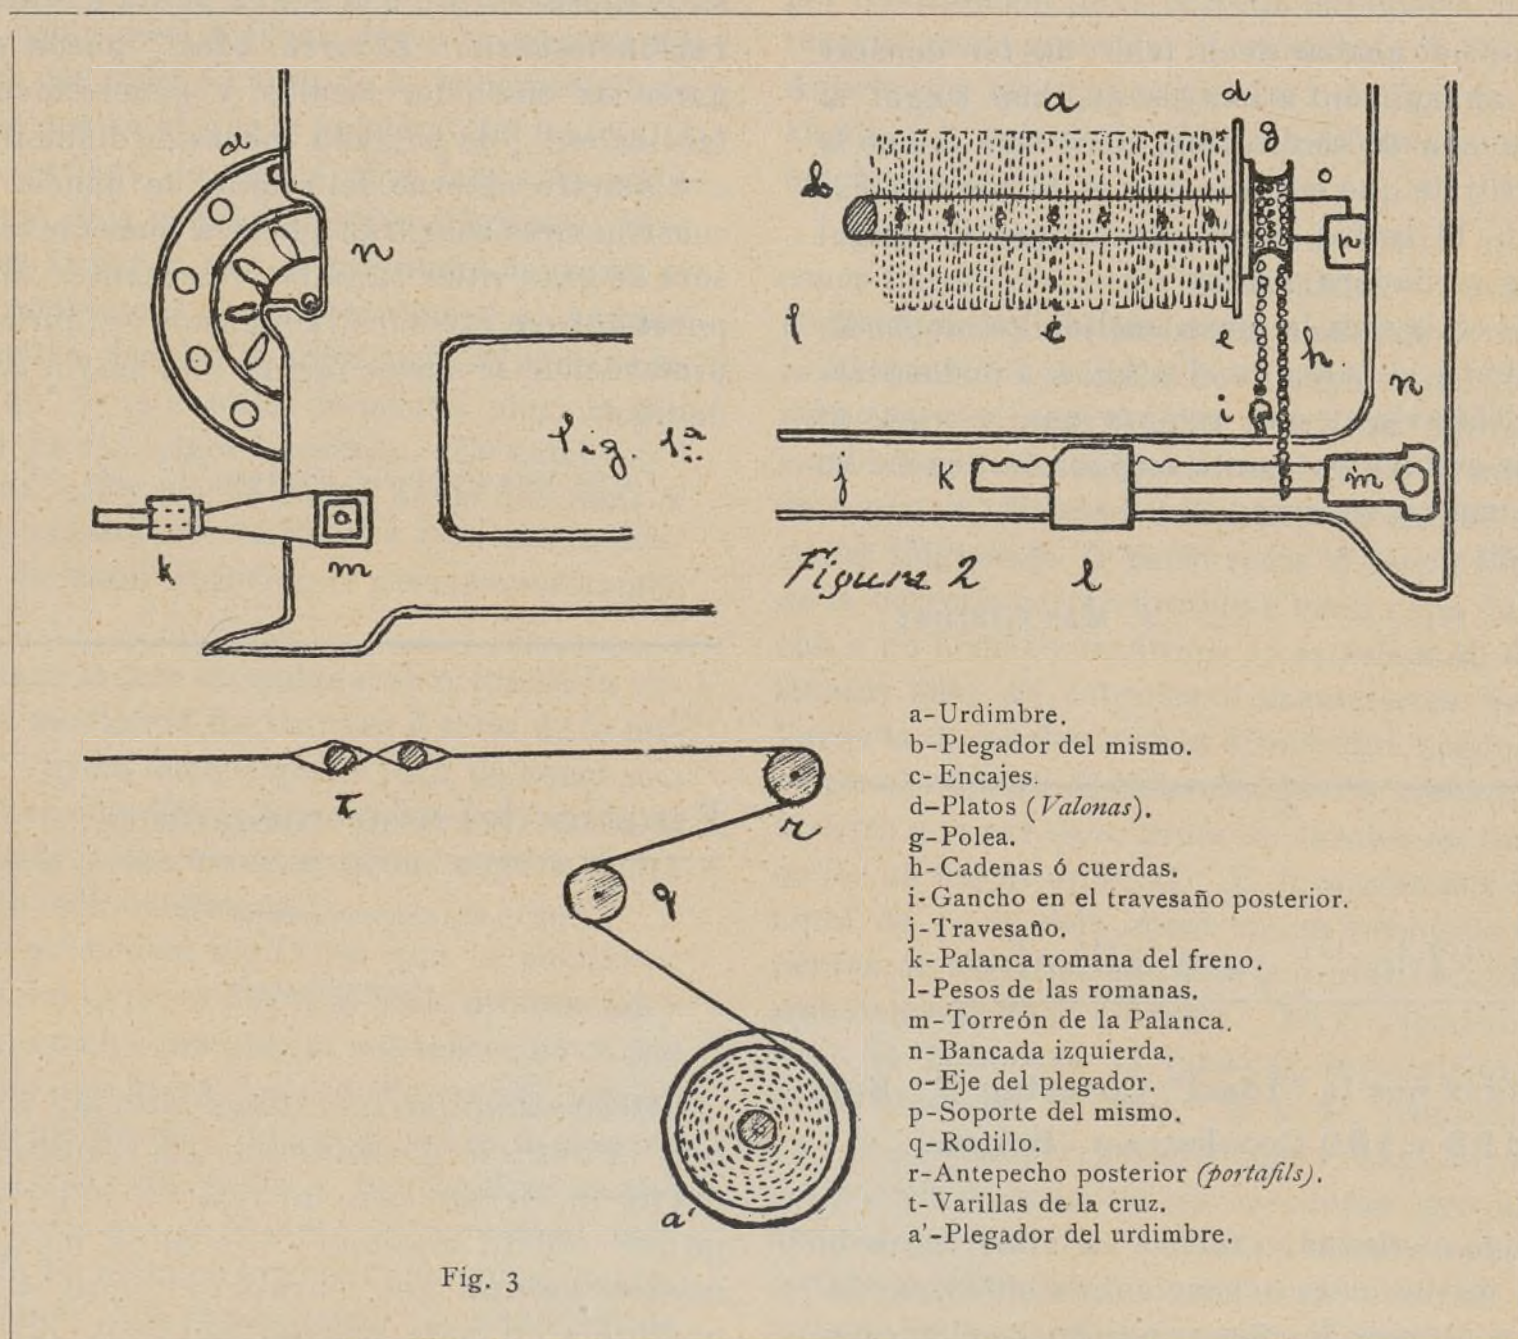 d
n
k
m
Fig. 1ª
a
d
g
b
o
p
f
c
e
h
n
i
j
k
m
Figura 2
l
t
r
q
a'
Fig. 3
a-Urdimbre.
b-Plegador del mismo.
c-Encajes.
d-Platos (Valonas).
g-Polea.
h-Cadenas ó cuerdas.
i-Gancho en el travesaño posterior.
j-Travesaño.
k-Palanca romana del freno.
l-Pesos de las romanas.
m-Torreón de la Palanca.
n-Bancada izquierda.
o-Eje del plegador.
p-Soporte del mismo.
q-Rodillo.
r-Antepecho posterior (portafils).
t-Varillas de la cruz.
a'-Plegador del urdimbre.